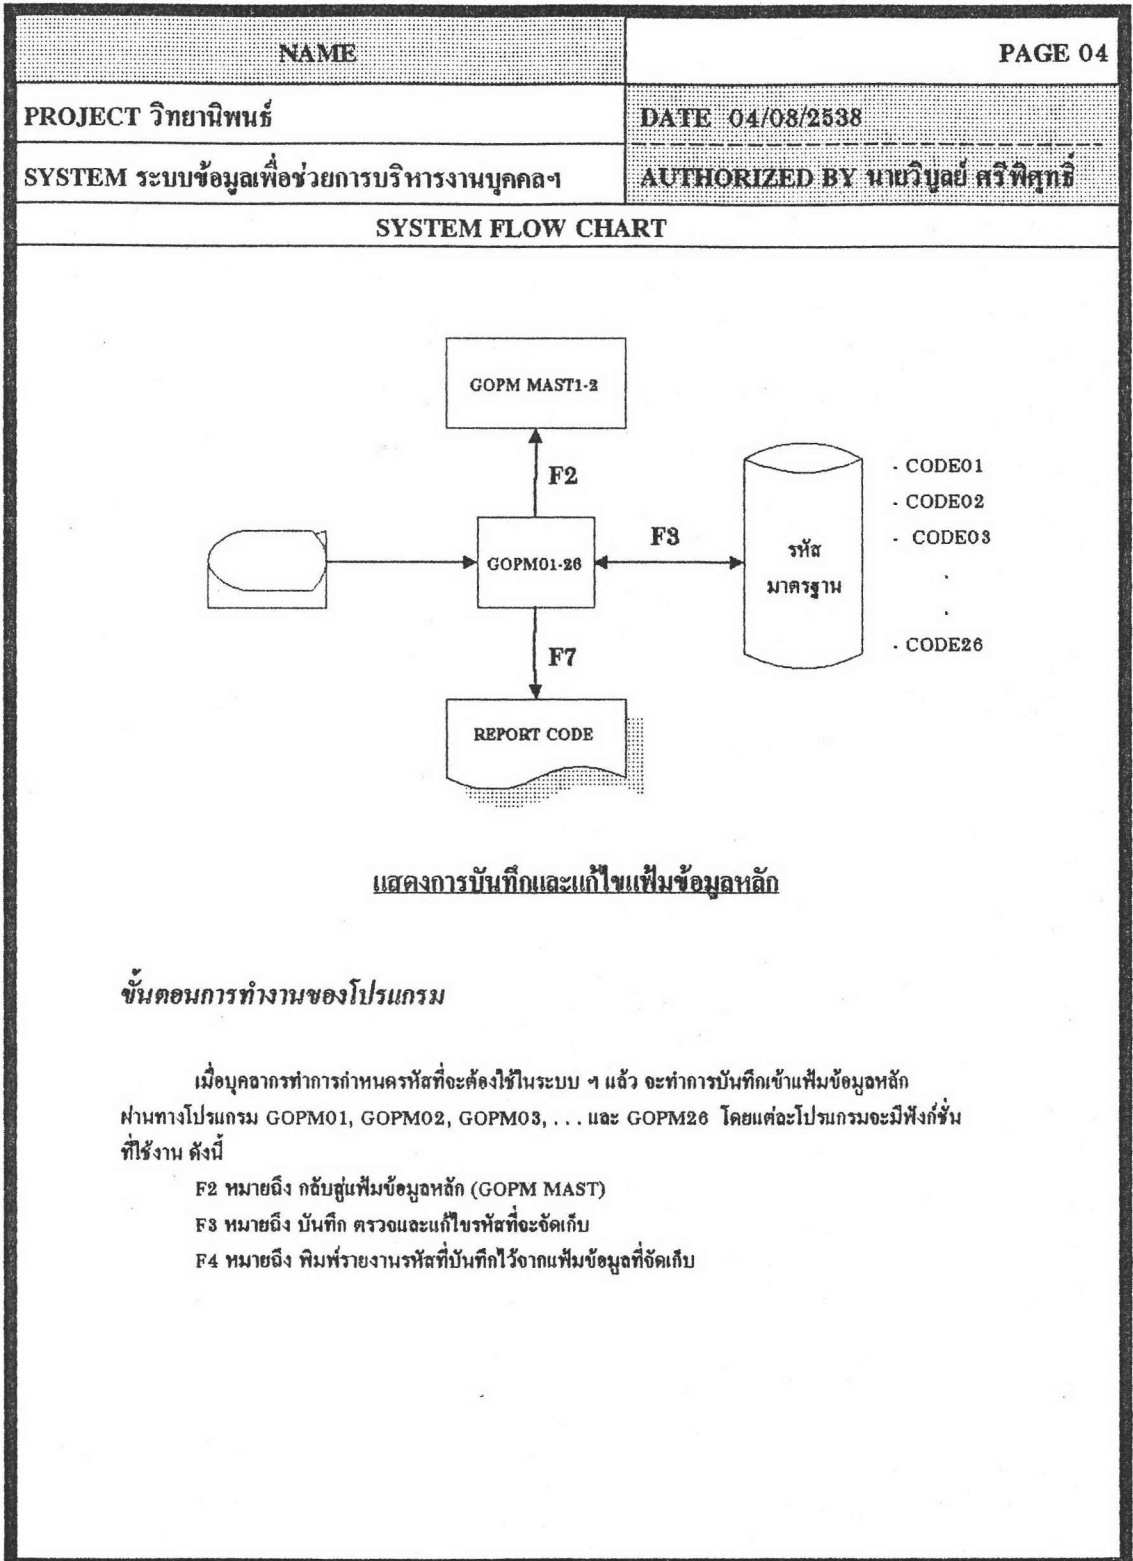 NAME
PAGE 04
PROJECT วิทยานิพนธ์
DATE 04/08/2538
SYSTEM ระบบข้อมูลเพื่อช่วยการบริหารงานบุคคลฯ
AUTHORIZED BY นายวิบูลย์ ศรีพิศุทธิ์
SYSTEM FLOW CHART
GOPM MAST1-2
F2
- CODE01
- CODE02
- CODE03
.
.
- CODE26
F3
GOPM01-26
รหัส
มาตรฐาน
F7
REPORT CODE
แสดงการบันทึกและแก้ไขแฟ้มข้อมูลหลัก
ขั้นตอนการทำงานของโปรแกรม
เมื่อบุคลากรทำการกำหนดรหัสที่จะต้องใช้ในระบบ ฯ แล้ว จะทำการบันทึกเข้าแฟ้มข้อมูลหลัก
ผ่านทางโปรแกรม GOPM01, GOPM02, GOPM03, . . . และ GOPM26 โดยแต่ละโปรแกรมจะมีฟังก์ชั่น
ที่ใช้งาน ดังนี้
F2 หมายถึง กลับสู่แฟ้มข้อมูลหลัก (GOPM MAST)
F3 หมายถึง บันทึก ตรวจและแก้ไขรหัสที่จะจัดเก็บ
F4 หมายถึง พิมพ์รายงานรหัสที่บันทึกไว้จากแฟ้มข้อมูลที่จัดเก็บ